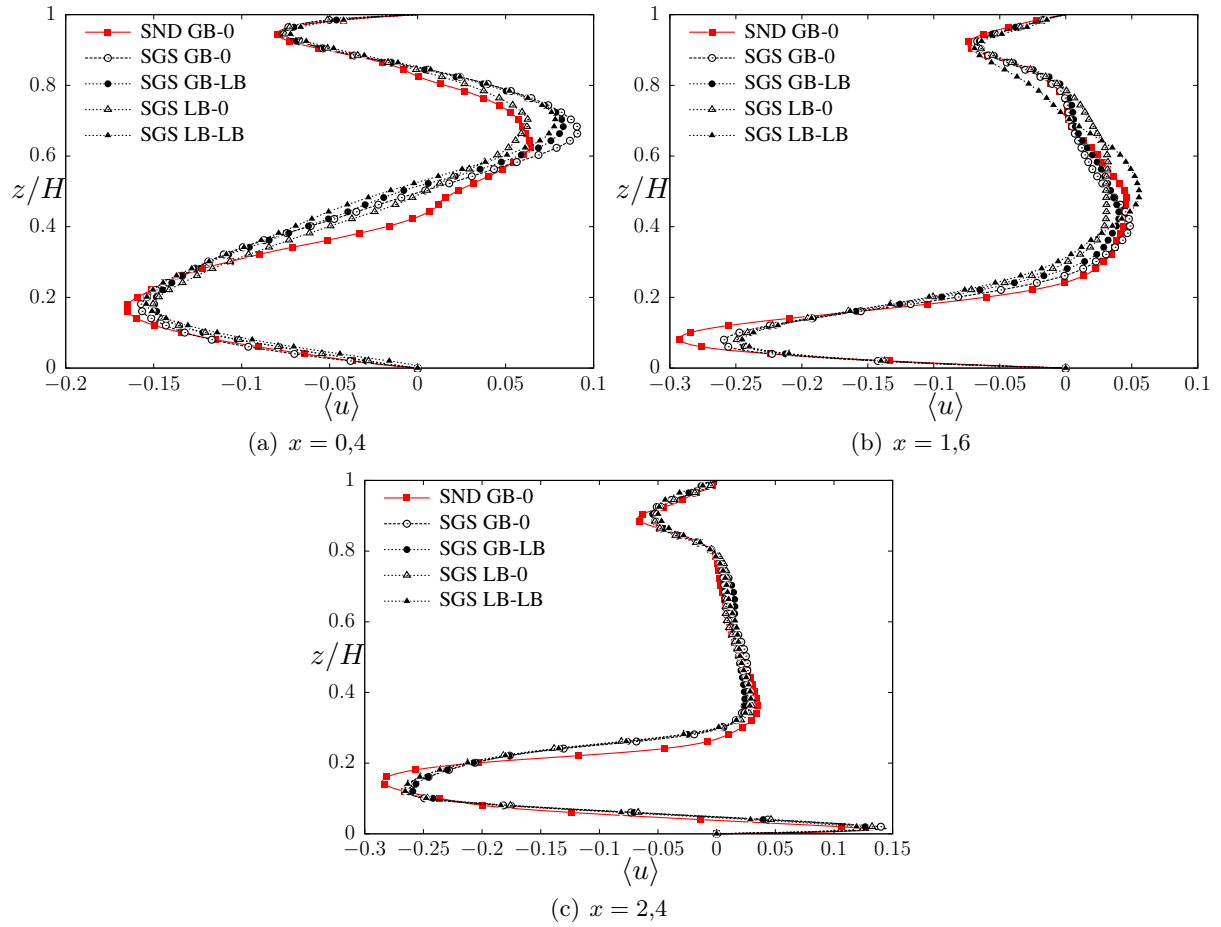 1
SND GB-0
SGS GB-0
SGS GB-LB
SGS LB-0
SGS LB-LB
0.8
0.6
z/H
0.4
0.2
0
−0.2 −0.15 −0.1 −0.05 0 0.05 0.1
⟨u⟩
(a) x = 0,4
1
SND GB-0
SGS GB-0
SGS GB-LB
SGS LB-0
SGS LB-LB
0.8
0.6
z/H
0.4
0.2
0
−0.3 −0.25 −0.2 −0.15 −0.1 −0.05 0 0.05 0.1
⟨u⟩
(b) x = 1,6
1
SND GB-0
SGS GB-0
SGS GB-LB
SGS LB-0
SGS LB-LB
0.8
0.6
z/H
0.4
0.2
0
−0.3 −0.25 −0.2 −0.15 −0.1 −0.05 0 0.05 0.1 0.15
⟨u⟩
(c) x = 2,4